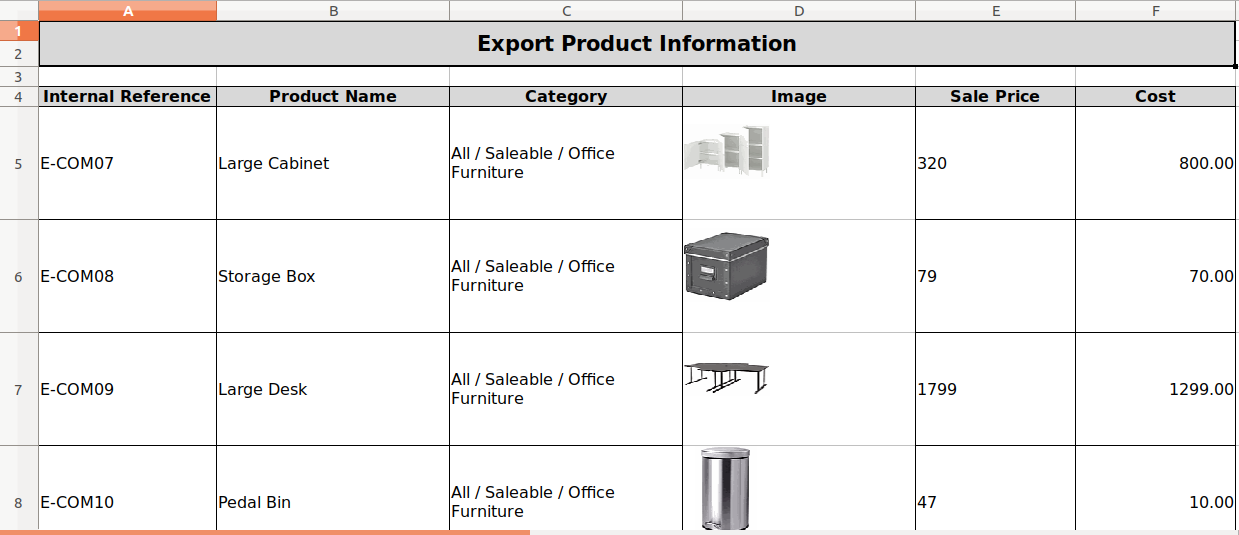 A B C D E F
1
Export Product Information
2
3
4 Internal Reference Product Name Category Image Sale Price Cost
All / Saleable / Office
5 E-COM07 Large Cabinet 320 800.00
Furniture
All / Saleable / Office
6 E-COM08 Storage Box 79 70.00
Furniture
All / Saleable / Office
7 E-COM09 Large Desk 1799 1299.00
Furniture
All / Saleable / Office
8 E-COM10 Pedal Bin 47 10.00
Furniture